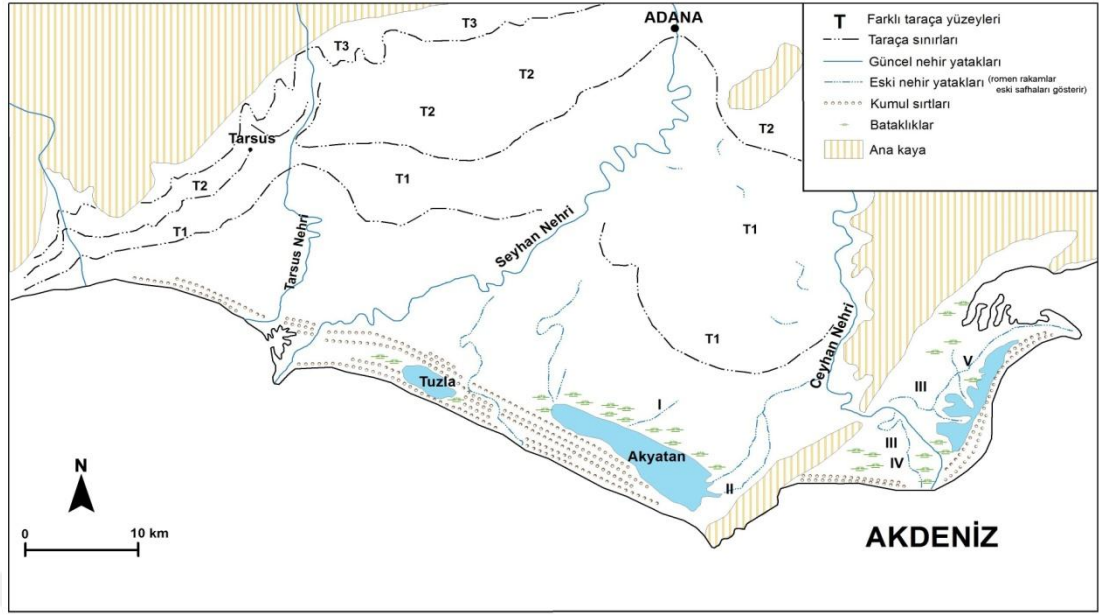 T Farklı taraça yüzeyleri
Taraça sınırları
Güncel nehir yatakları
Eski nehir yatakları (romen rakamlar
eski safhaları gösterir)
Kumul sırtları
Bataklıklar
Ana kaya
ADANA
T3
T3
T2
T2
T2
Tarsus
T2
T1
T1
T1
T1
Tarsus Nehri
Seyhan Nehri
Ceyhan Nehri
Tuzla
Akyatan
I
II
III
V
III
IV
N
0 10 km
AKDENİZ